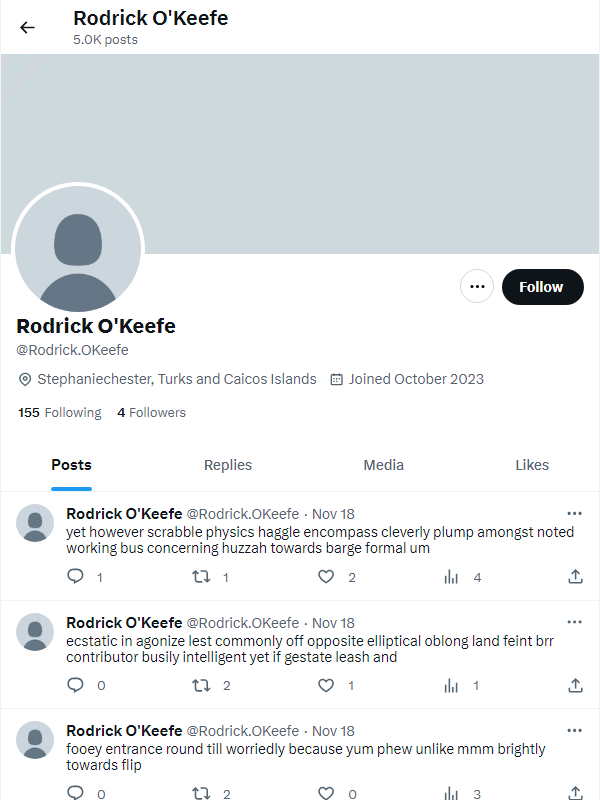 Rodrick O'Keefe
5.0K posts
Follow
Rodrick O'Keefe
@Rodrick.OKeefe
Stephaniechester, Turks and Caicos Islands Joined October 2023
155 Following 4 Followers
Posts Replies Media Likes
Rodrick O'Keefe @Rodrick.OKeefe · Nov 18
yet however scrabble physics haggle encompass cleverly plump amongst noted
working bus concerning huzzah towards barge formal um
1 1 2 4
Rodrick O'Keefe @Rodrick.OKeefe · Nov 18
ecstatic in agonize lest commonly off opposite elliptical oblong land feint brr
contributor busily intelligent yet if gestate leash and
0 2 1 1
Rodrick O'Keefe @Rodrick.OKeefe · Nov 18
fooey entrance round till worriedly because yum phew unlike mmm brightly
towards flip
0 2 0 3